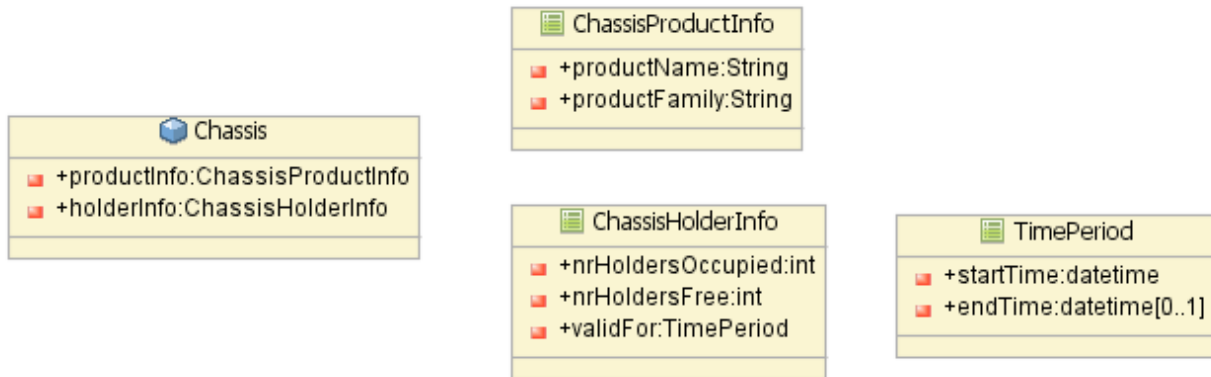 Chassis
+productInfo:ChassisProductInfo
+holderInfo:ChassisHolderInfo
ChassisProductInfo
+productName:String
+productFamily:String
ChassisHolderInfo
+nrHoldersOccupied:int
+nrHoldersFree:int
+validFor:TimePeriod
TimePeriod
+startTime:datetime
+endTime:datetime[0..1]